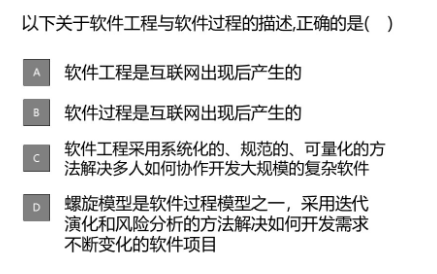 以下关于软件工程与软件过程的描述,正确的是(　)
A 软件工程是互联网出现后产生的
B 软件过程是互联网出现后产生的
C 软件工程采用系统化的、规范的、可量化的方
法解决多人如何协作开发大规模的复杂软件
D 螺旋模型是软件过程模型之一，采用迭代
演化和风险分析的方法解决如何开发需求
不断变化的软件项目